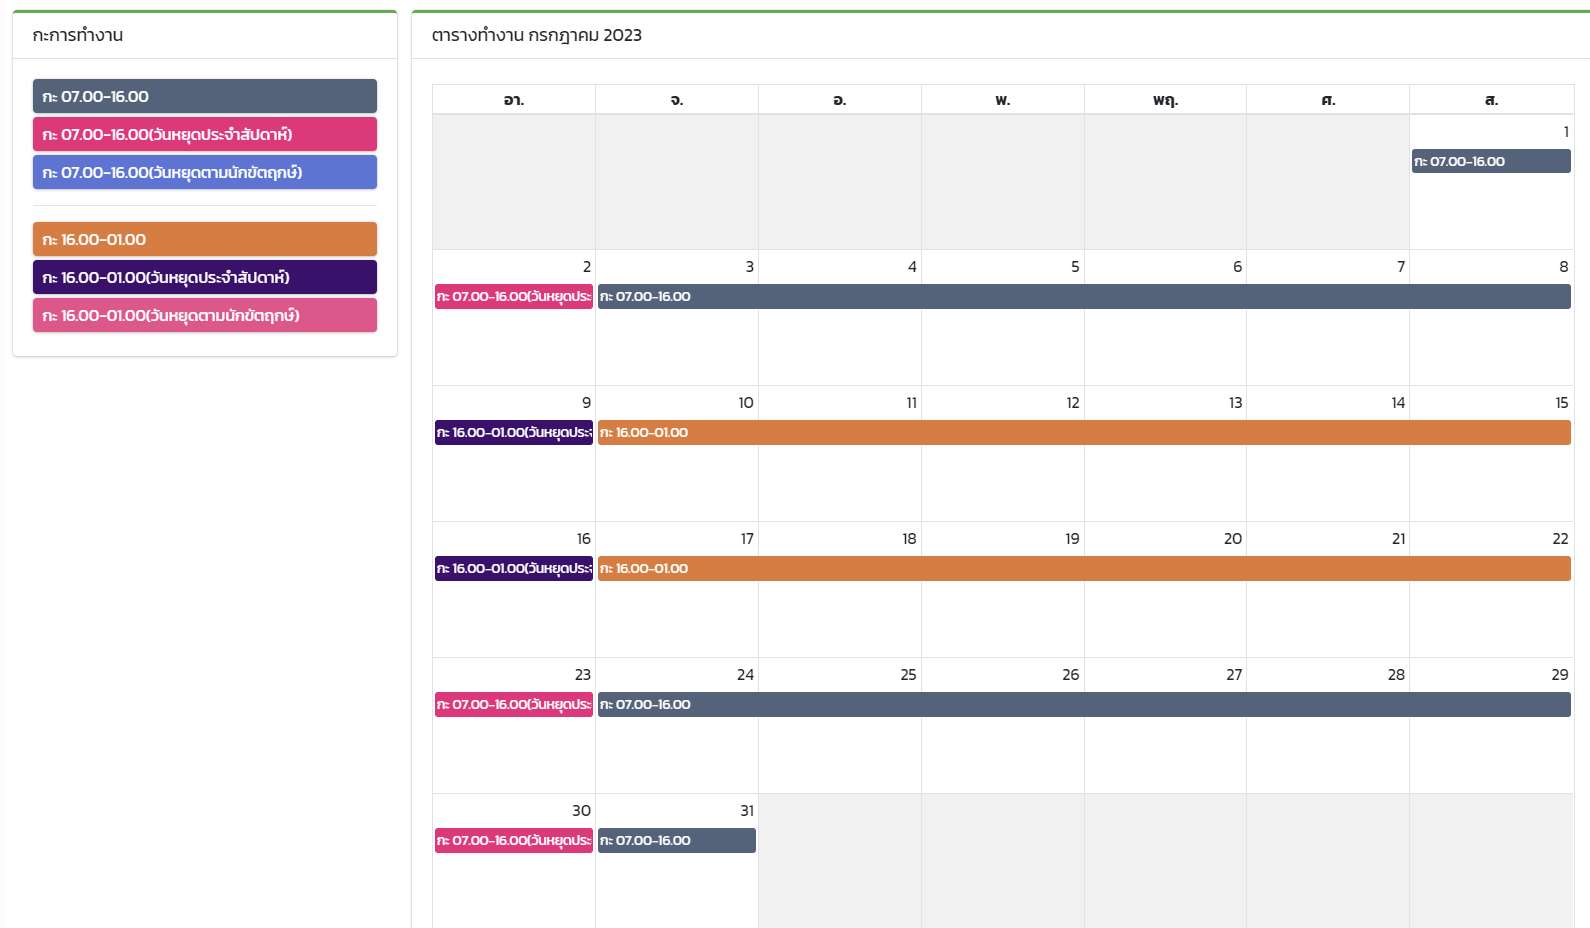 กะการทำงาน
กะ 07.00-16.00
กะ 07.00-16.00(วันหยุดประจำสัปดาห์)
กะ 07.00-16.00(วันหยุดตามนักขัตฤกษ์)
กะ 16.00-01.00
กะ 16.00-01.00(วันหยุดประจำสัปดาห์)
กะ 16.00-01.00(วันหยุดตามนักขัตฤกษ์)
ตารางทำงาน กรกฎาคม 2023
อา. จ. อ. พ. พฤ. ศ. ส.
1
กะ 07.00-16.00
2 3 4 5 6 7 8
กะ 07.00-16.00(วันหยุดประ กะ 07.00-16.00
9 10 11 12 13 14 15
กะ 16.00-01.00(วันหยุดประจ กะ 16.00-01.00
16 17 18 19 20 21 22
กะ 16.00-01.00(วันหยุดประจ กะ 16.00-01.00
23 24 25 26 27 28 29
กะ 07.00-16.00(วันหยุดประ กะ 07.00-16.00
30 31
กะ 07.00-16.00(วันหยุดประ กะ 07.00-16.00